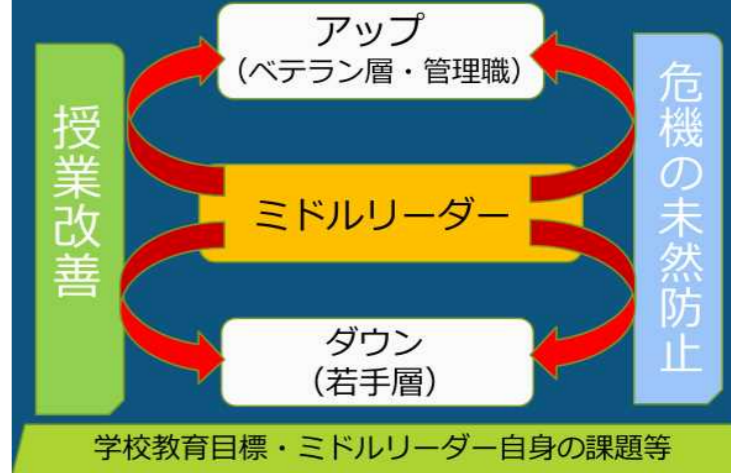 アップ
（ベテラン層・管理職）
授業改善
危機の未然防止
ミドルリーダー
ダウン
（若手層）
学校教育目標・ミドルリーダー自身の課題等